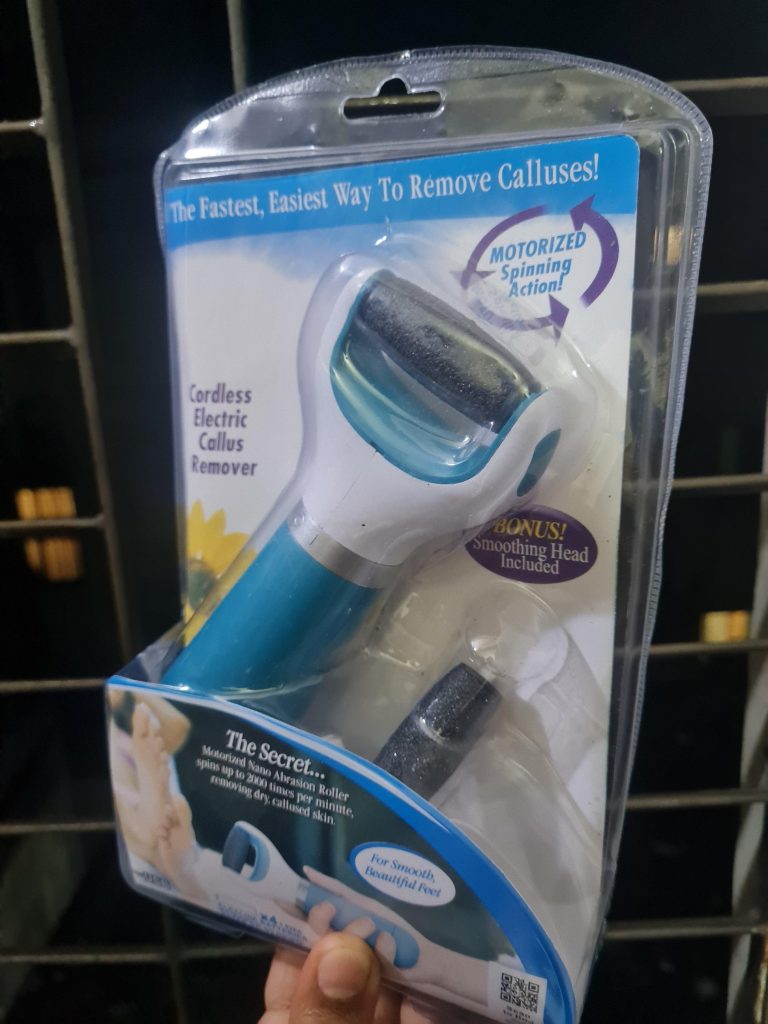 The Fastest, Easiest Way To Remove Calluses!
MOTORIZED
Spinning
Action!
Cordless
Electric
Callus
Remover
BONUS!
Smoothing Head
Included
The Secret...
Motorized Nano Abrasion Roller
spins up to 2000 times per minute,
removing dry, callused skin.
For Smooth,
Beautiful Feet